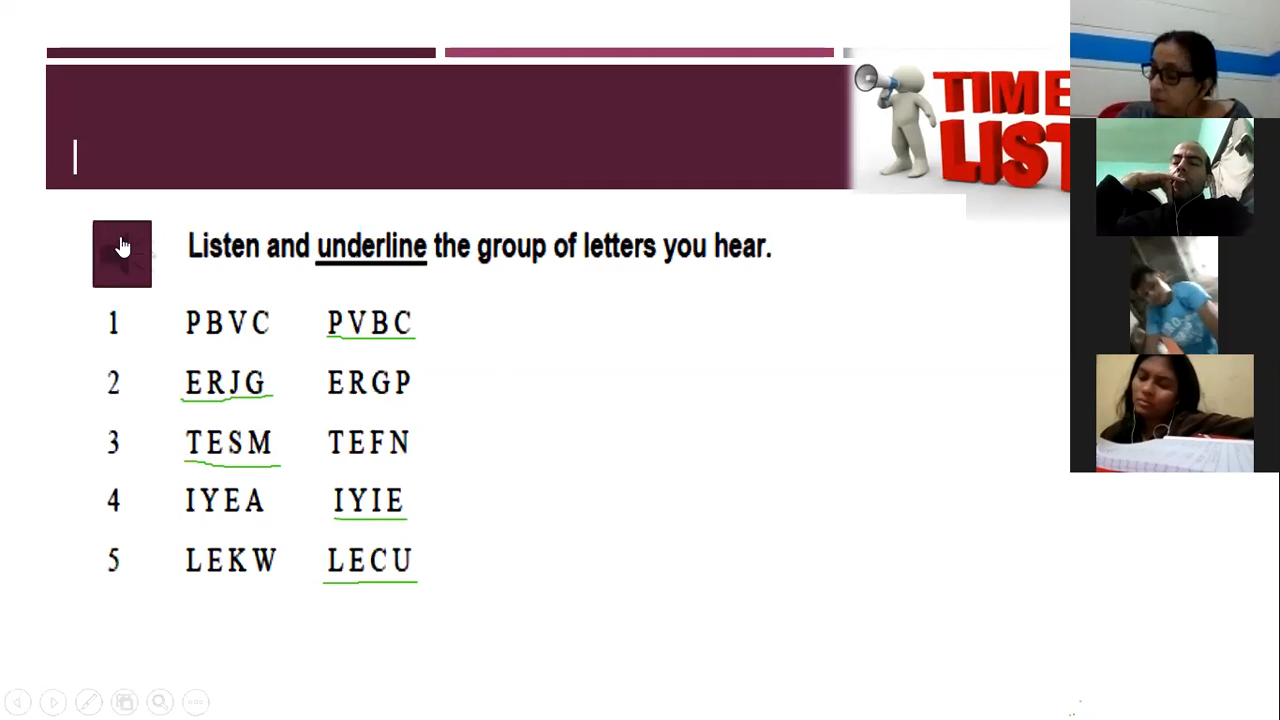 TIME
LIST
Listen and underline the group of letters you hear.
1 PBVC PVBC
2 ERJG ERGP
3 TESM TEFN
4 IYEA IYIE
5 LEKW LECU